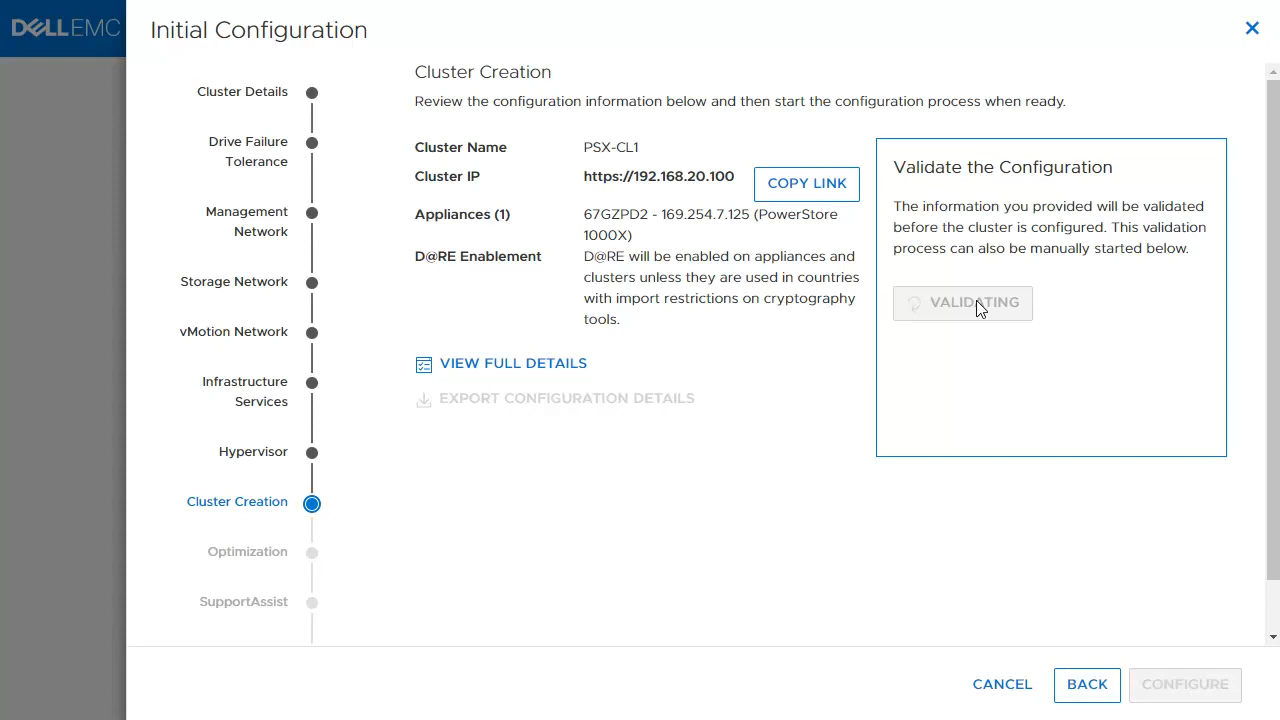 DELLEMC
Initial Configuration
Cluster Details
Drive Failure
Tolerance
Management
Network
Storage Network
vMotion Network
Infrastructure
Services
Hypervisor
Cluster Creation
Optimization
SupportAssist
Cluster Creation
Review the configuration information below and then start the configuration process when ready.
Cluster Name PSX-CL1
Cluster IP https://192.168.20.100 COPY LINK
Appliances (1) 67GZPD2 - 169.254.7.125 (PowerStore
1000X)
D@RE Enablement D@RE will be enabled on appliances and
clusters unless they are used in countries
with import restrictions on cryptography
tools.
VIEW FULL DETAILS
EXPORT CONFIGURATION DETAILS
Validate the Configuration
The information you provided will be validated
before the cluster is configured. This validation
process can also be manually started below.
VALIDATING
CANCEL BACK CONFIGURE